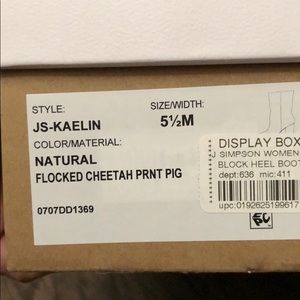 STYLE:
SIZE/WIDTH:
JS-KAELIN
5½M
COLOR/MATERIAL:
NATURAL
FLOCKED CHEETAH PRNT PIG
0707DD1369
DISPLAY BOX
J SIMPSON WOMEN
BLOCK HEEL BOOT
dept:636 mic:411
upc:0192625199617